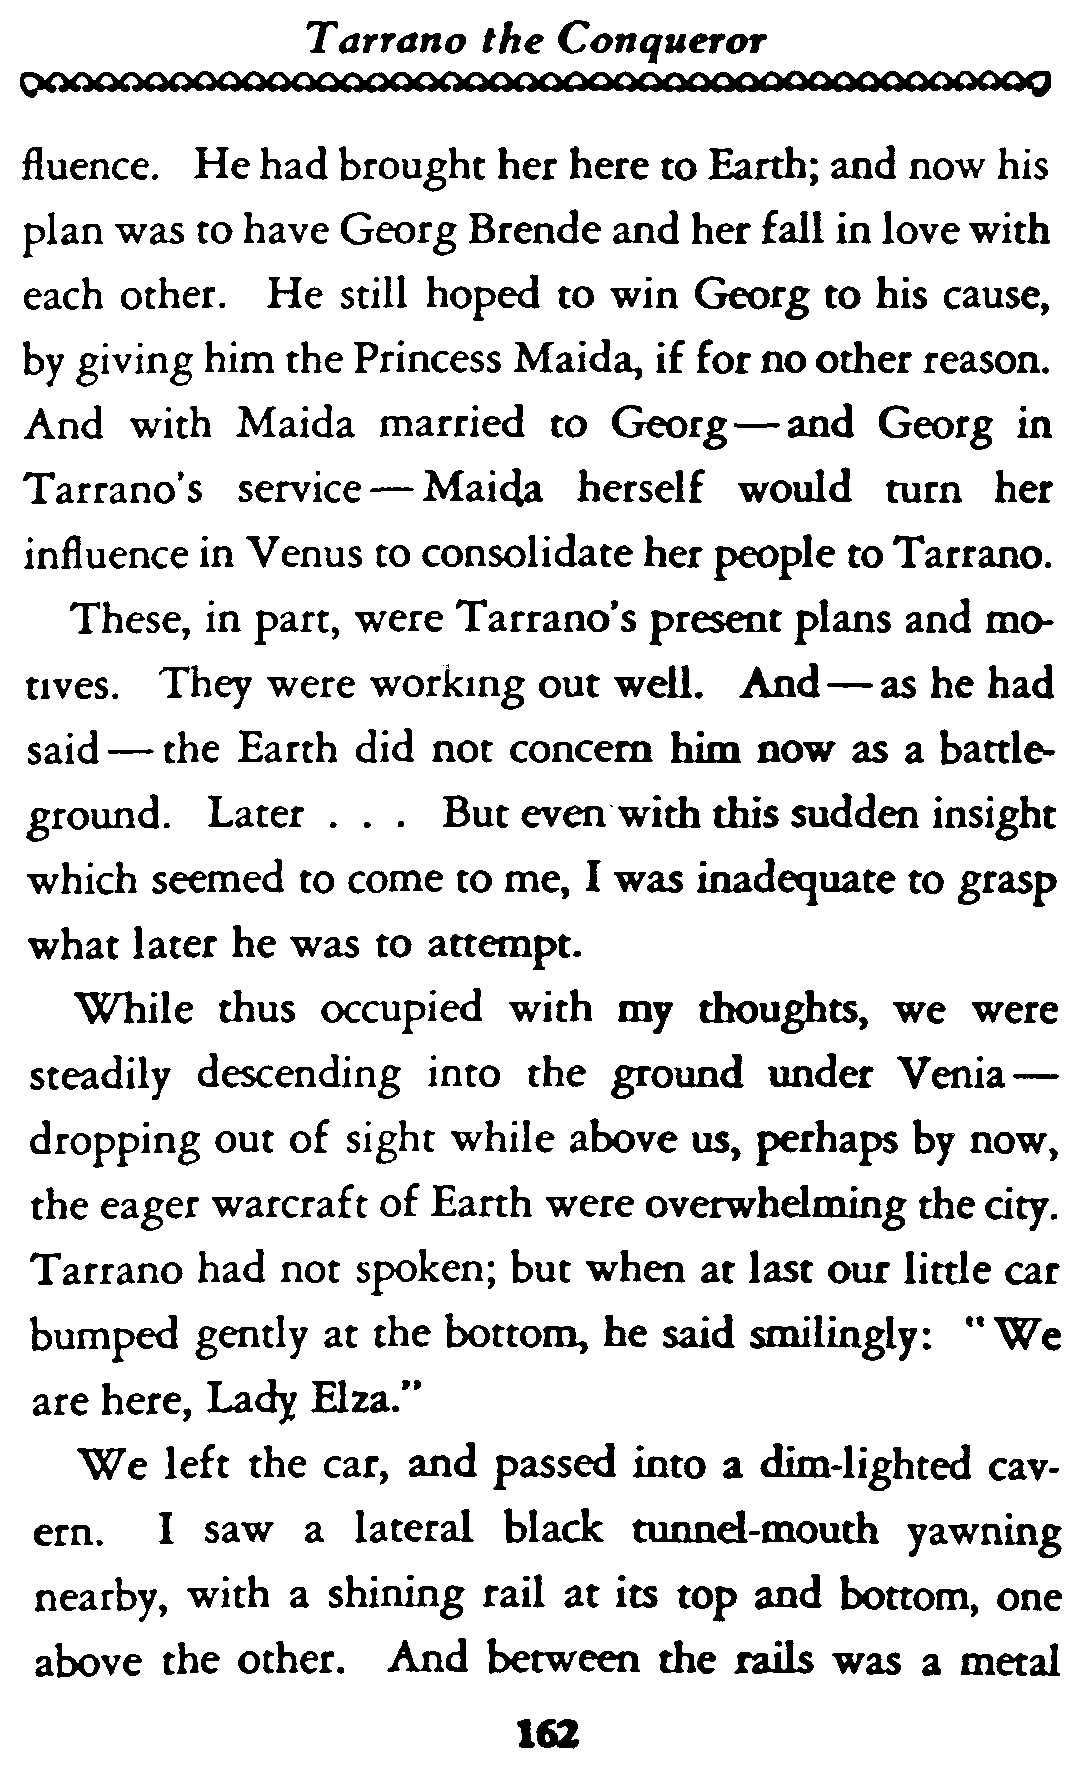 Tarrano the Conqueror
fluence. He had brought her here to Earth; and now his
plan was to have Georg Brende and her fall in love with
each other. He still hoped to win Georg to his cause,
by giving him the Princess Maida, if for no other reason.
And with Maida married to Georg—and Georg in
Tarrano's service—Maida herself would turn her
influence in Venus to consolidate her people to Tarrano.
These, in part, were Tarrano's present plans and mo-
tives. They were working out well. And—as he had
said—the Earth did not concern him now as a battle-
ground. Later . . . But even with this sudden insight
which seemed to come to me, I was inadequate to grasp
what later he was to attempt.
While thus occupied with my thoughts, we were
steadily descending into the ground under Venia—
dropping out of sight while above us, perhaps by now,
the eager warcraft of Earth were overwhelming the city.
Tarrano had not spoken; but when at last our little car
bumped gently at the bottom, he said smilingly: "We
are here, Lady Elza."
We left the car, and passed into a dim-lighted cav-
ern. I saw a lateral black tunnel-mouth yawning
nearby, with a shining rail at its top and bottom, one
above the other. And between the rails was a metal
162